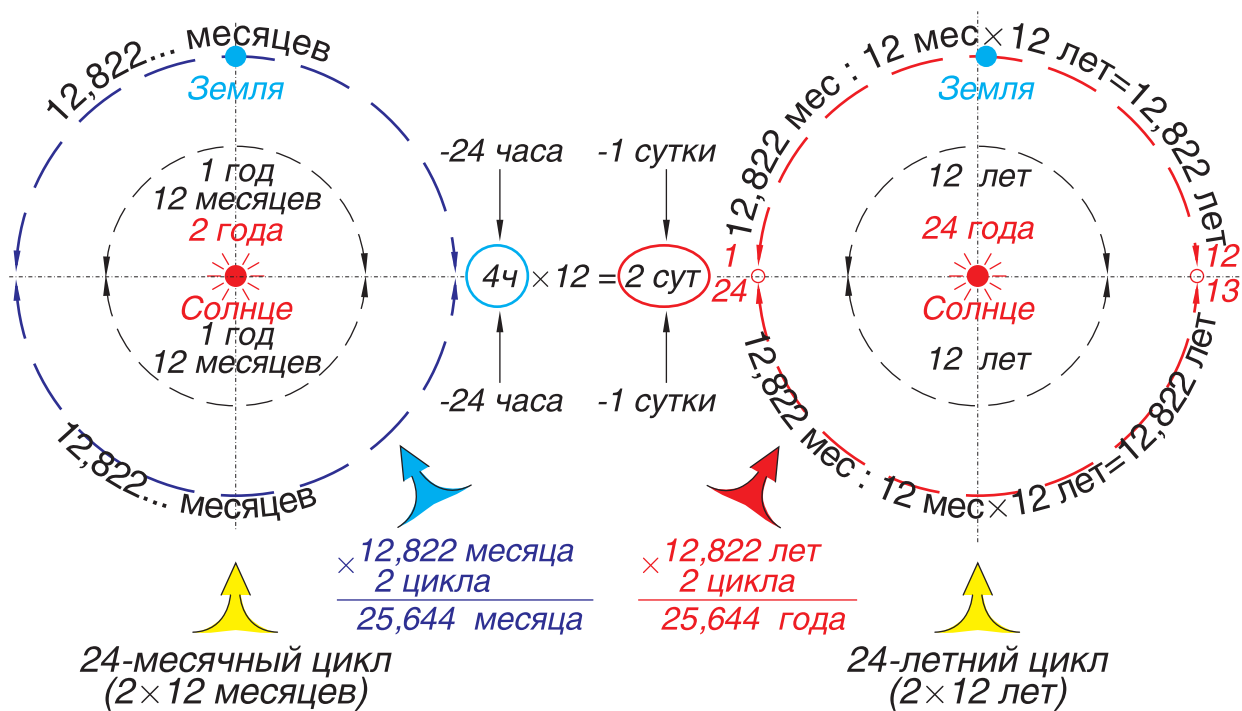 12,822... месяцев
Земля
1 год
12 месяцев
2 года
Солнце
1 год
12 месяцев
12,822... месяцев
-24 часа
-1 сутки
4ч ×12 = 2 сут
-24 часа
-1 сутки
12,822 мес : 12 мес×12 лет=12,822 лет
Земля
12 лет
24 года
Солнце
12 лет
1
24
12
13
12,822 мес : 12 мес×12 лет=12,822 лет
× 12,822 месяца
2 цикла
25,644 месяца
× 12,822 лет
2 цикла
25,644 года
24-месячный цикл
(2×12 месяцев)
24-летний цикл
(2×12 лет)